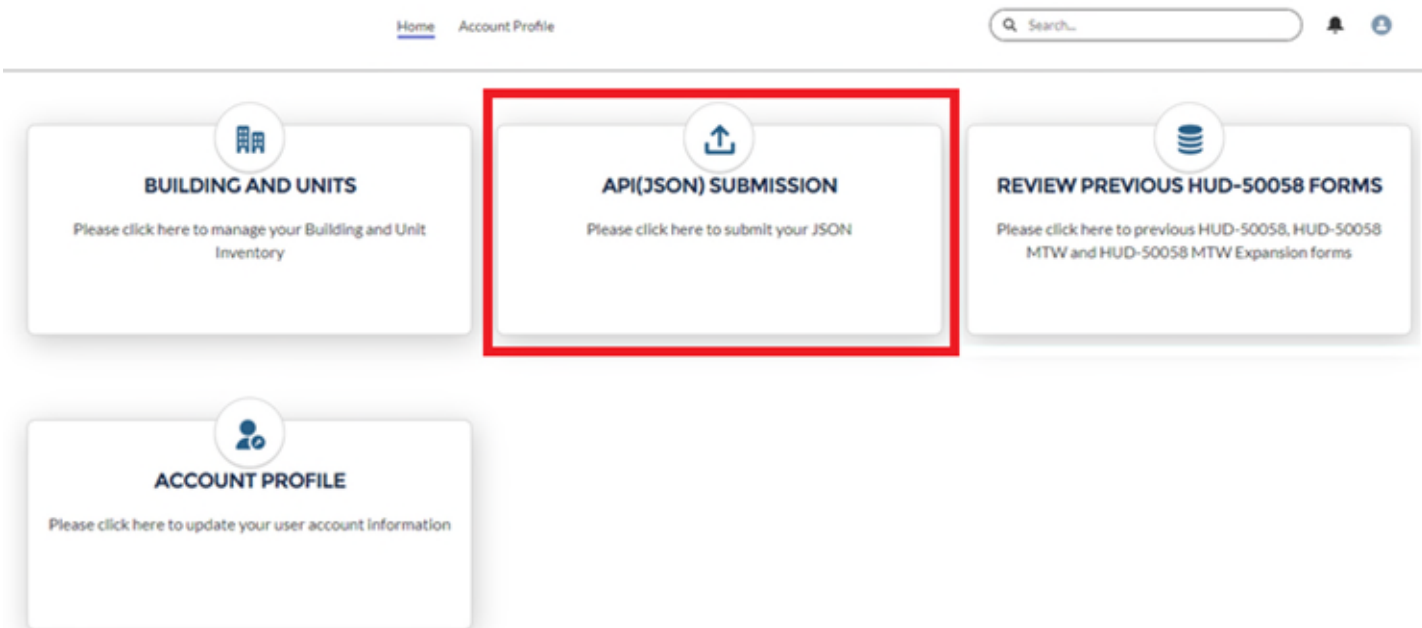 Home Account Profile Search...
BUILDING AND UNITS
Please click here to manage your Building and Unit
Inventory
API(JSON) SUBMISSION
Please click here to submit your JSON
REVIEW PREVIOUS HUD-50058 FORMS
Please click here to previous HUD-50058, HUD-50058
MTW and HUD-50058 MTW Expansion forms
ACCOUNT PROFILE
Please click here to update your user account information